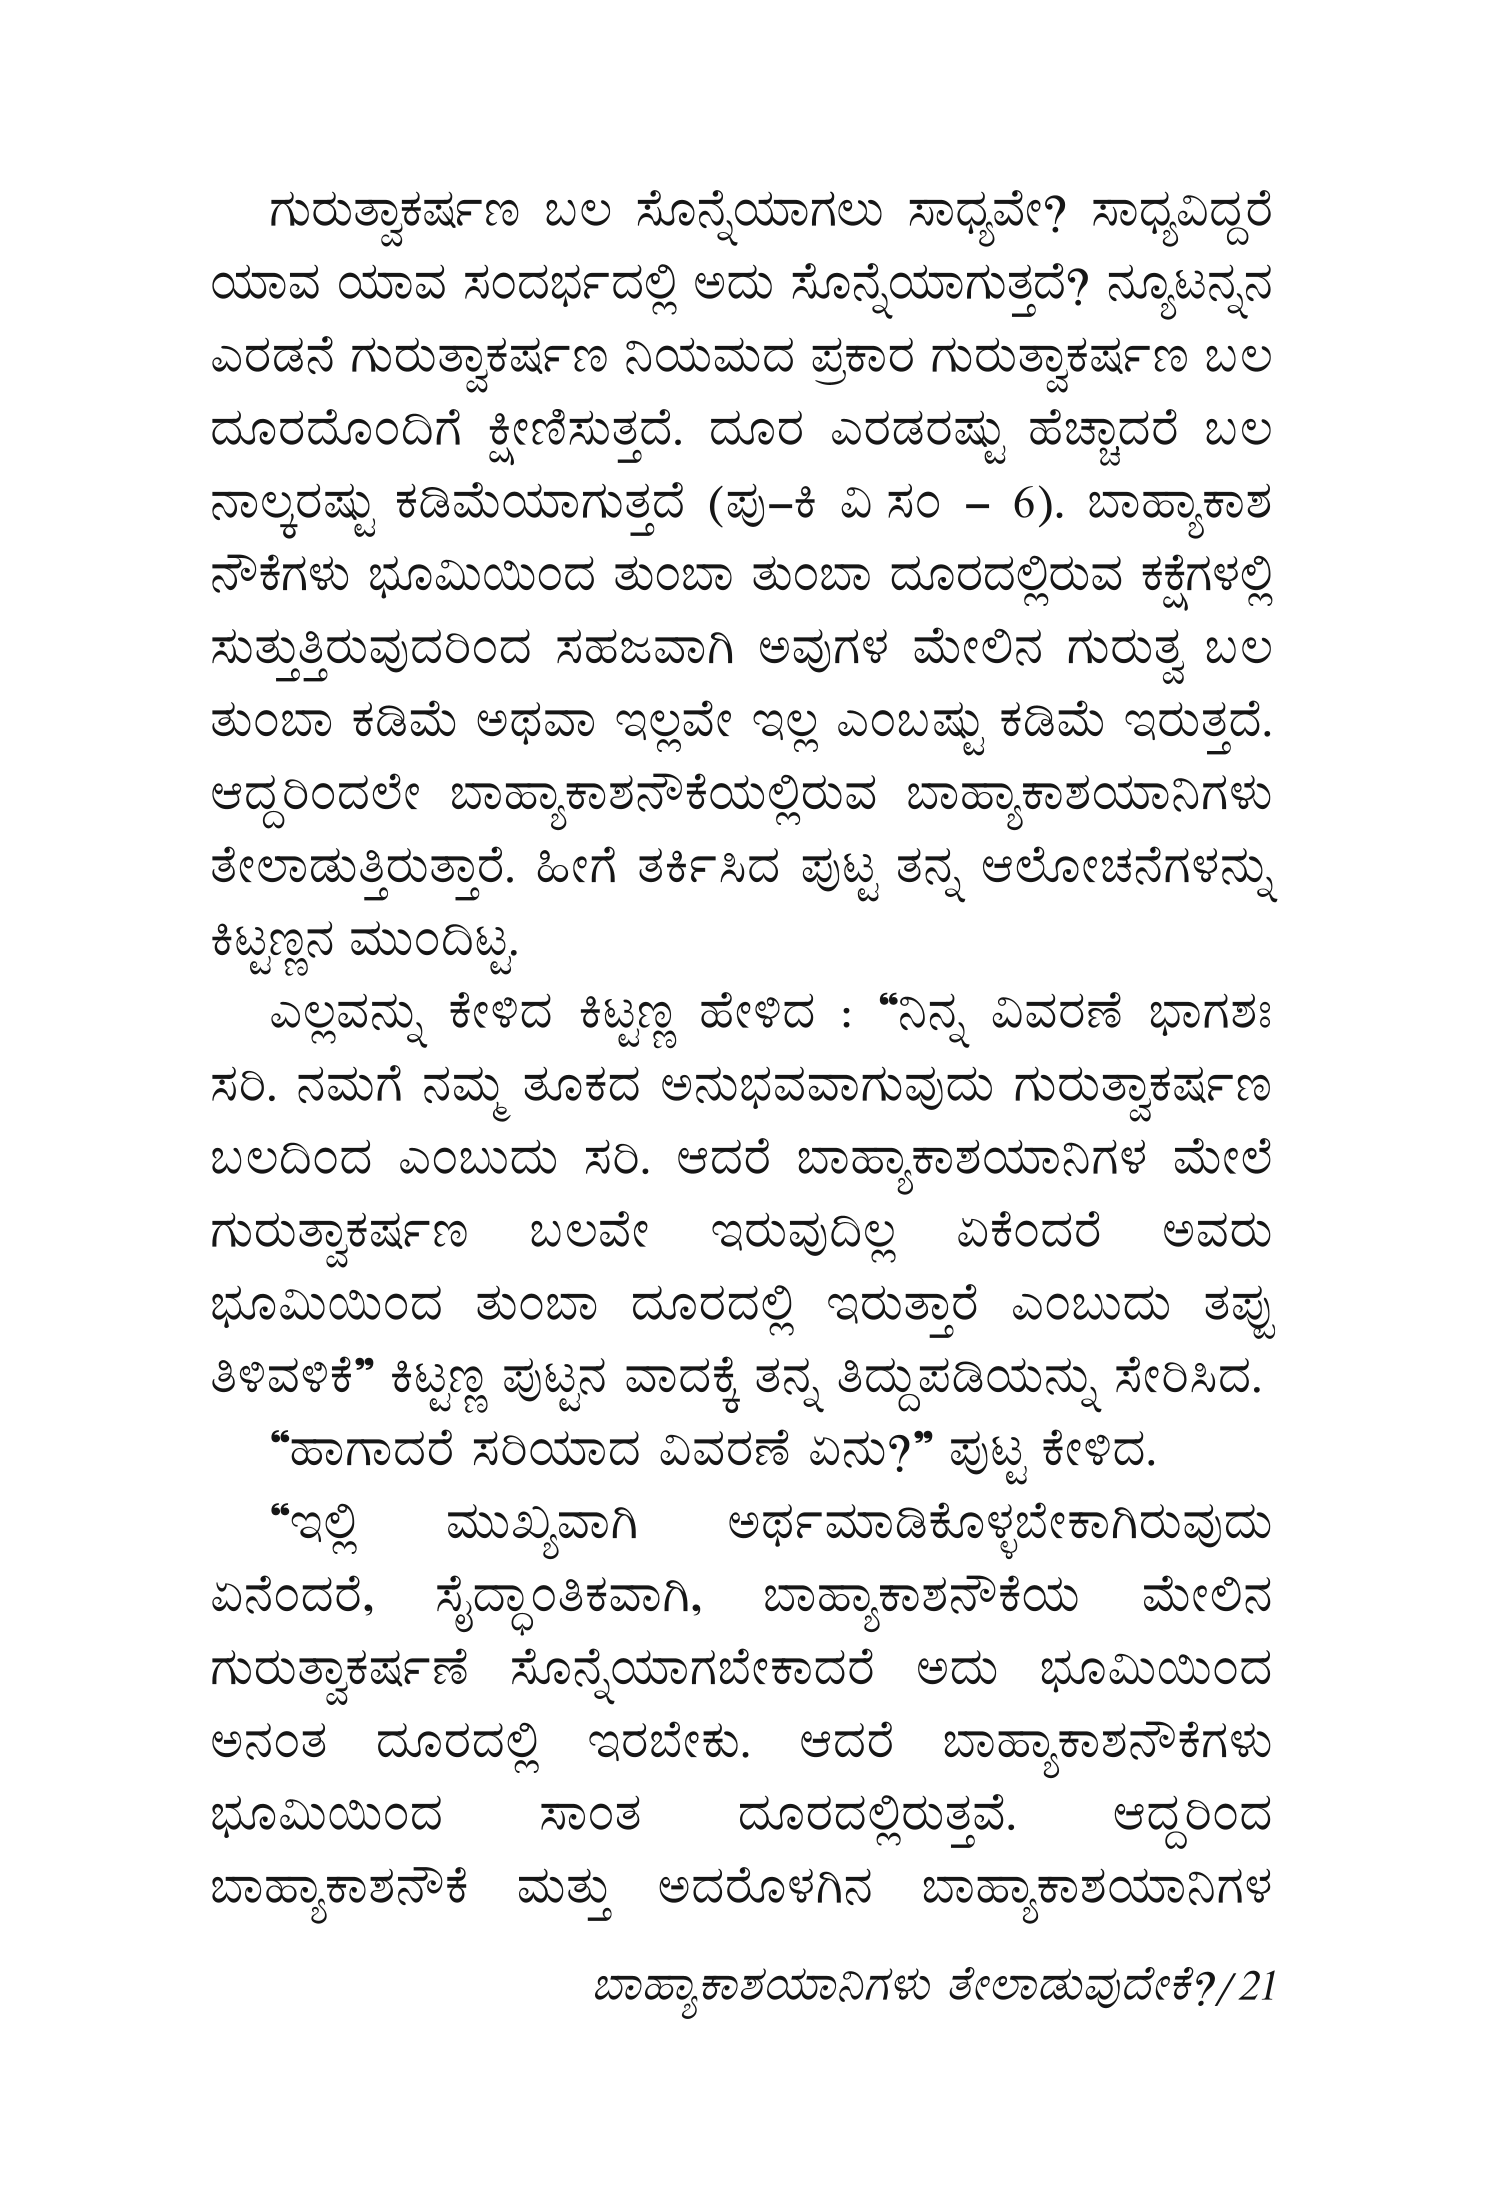 ಗುರುತ್ವಾಕರ್ಷಣ ಬಲ ಸೊನ್ನೆಯಾಗಲು ಸಾಧ್ಯವೇ? ಸಾಧ್ಯವಿದ್ದರೆ
ಯಾವ ಯಾವ ಸಂದರ್ಭದಲ್ಲಿ ಅದು ಸೊನ್ನೆಯಾಗುತ್ತದೆ? ನ್ಯೂಟನ್ನನ
ಎರಡನೆ ಗುರುತ್ವಾಕರ್ಷಣ ನಿಯಮದ ಪ್ರಕಾರ ಗುರುತ್ವಾಕರ್ಷಣ ಬಲ
ದೂರದೊಂದಿಗೆ ಕ್ಷೀಣಿಸುತ್ತದೆ. ದೂರ ಎರಡರಷ್ಟು ಹೆಚ್ಚಾದರೆ ಬಲ
ನಾಲ್ಕರಷ್ಟು ಕಡಿಮೆಯಾಗುತ್ತದೆ (ಪು–ಕಿ ವಿ ಸಂ – 6). ಬಾಹ್ಯಾಕಾಶ
ನೌಕೆಗಳು ಭೂಮಿಯಿಂದ ತುಂಬಾ ತುಂಬಾ ದೂರದಲ್ಲಿರುವ ಕಕ್ಷೆಗಳಲ್ಲಿ
ಸುತ್ತುತ್ತಿರುವುದರಿಂದ ಸಹಜವಾಗಿ ಅವುಗಳ ಮೇಲಿನ ಗುರುತ್ವ ಬಲ
ತುಂಬಾ ಕಡಿಮೆ ಅಥವಾ ಇಲ್ಲವೇ ಇಲ್ಲ ಎಂಬಷ್ಟು ಕಡಿಮೆ ಇರುತ್ತದೆ.
ಆದ್ದರಿಂದಲೇ ಬಾಹ್ಯಾಕಾಶನೌಕೆಯಲ್ಲಿರುವ ಬಾಹ್ಯಾಕಾಶಯಾನಿಗಳು
ತೇಲಾಡುತ್ತಿರುತ್ತಾರೆ. ಹೀಗೆ ತರ್ಕಿಸಿದ ಪುಟ್ಟ ತನ್ನ ಆಲೋಚನೆಗಳನ್ನು
ಕಿಟ್ಟಣ್ಣನ ಮುಂದಿಟ್ಟ.
ಎಲ್ಲವನ್ನು ಕೇಳಿದ ಕಿಟ್ಟಣ್ಣ ಹೇಳಿದ : “ನಿನ್ನ ವಿವರಣೆ ಭಾಗಶಃ
ಸರಿ. ನಮಗೆ ನಮ್ಮ ತೂಕದ ಅನುಭವವಾಗುವುದು ಗುರುತ್ವಾಕರ್ಷಣ
ಬಲದಿಂದ ಎಂಬುದು ಸರಿ. ಆದರೆ ಬಾಹ್ಯಾಕಾಶಯಾನಿಗಳ ಮೇಲೆ
ಗುರುತ್ವಾಕರ್ಷಣ ಬಲವೇ ಇರುವುದಿಲ್ಲ ಏಕೆಂದರೆ ಅವರು
ಭೂಮಿಯಿಂದ ತುಂಬಾ ದೂರದಲ್ಲಿ ಇರುತ್ತಾರೆ ಎಂಬುದು ತಪ್ಪು
ತಿಳಿವಳಿಕೆ” ಕಿಟ್ಟಣ್ಣ ಪುಟ್ಟನ ವಾದಕ್ಕೆ ತನ್ನ ತಿದ್ದುಪಡಿಯನ್ನು ಸೇರಿಸಿದ.
“ಹಾಗಾದರೆ ಸರಿಯಾದ ವಿವರಣೆ ಏನು?” ಪುಟ್ಟ ಕೇಳಿದ.
“ಇಲ್ಲಿ ಮುಖ್ಯವಾಗಿ ಅರ್ಥಮಾಡಿಕೊಳ್ಳಬೇಕಾಗಿರುವುದು
ಏನೆಂದರೆ, ಸೈದ್ಧಾಂತಿಕವಾಗಿ, ಬಾಹ್ಯಾಕಾಶನೌಕೆಯ ಮೇಲಿನ
ಗುರುತ್ವಾಕರ್ಷಣೆ ಸೊನ್ನೆಯಾಗಬೇಕಾದರೆ ಅದು ಭೂಮಿಯಿಂದ
ಅನಂತ ದೂರದಲ್ಲಿ ಇರಬೇಕು. ಆದರೆ ಬಾಹ್ಯಾಕಾಶನೌಕೆಗಳು
ಭೂಮಿಯಿಂದ ಸಾಂತ ದೂರದಲ್ಲಿರುತ್ತವೆ. ಆದ್ದರಿಂದ
ಬಾಹ್ಯಾಕಾಶನೌಕೆ ಮತ್ತು ಅದರೊಳಗಿನ ಬಾಹ್ಯಾಕಾಶಯಾನಿಗಳ
ಬಾಹ್ಯಾಕಾಶಯಾನಿಗಳು ತೇಲಾಡುವುದೇಕೆ?/21